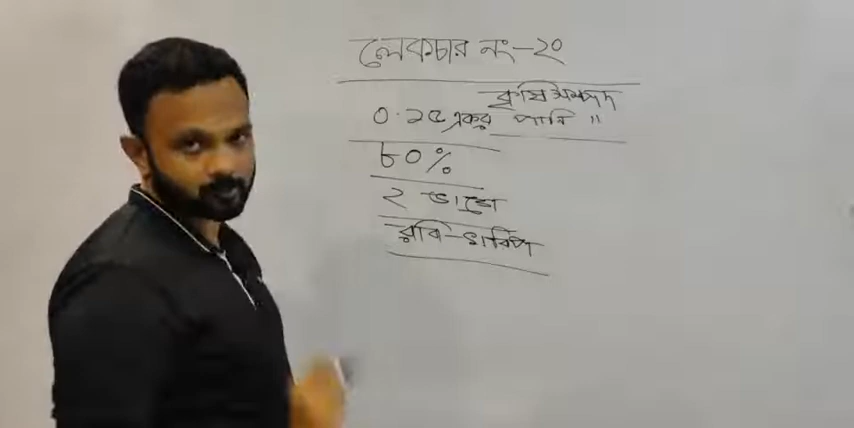 লেকচার নং-২০
কৃষি সম্পদ
০.২৫ একর পানি "
৮০%
২ ভাগে
রবি-খরিপ